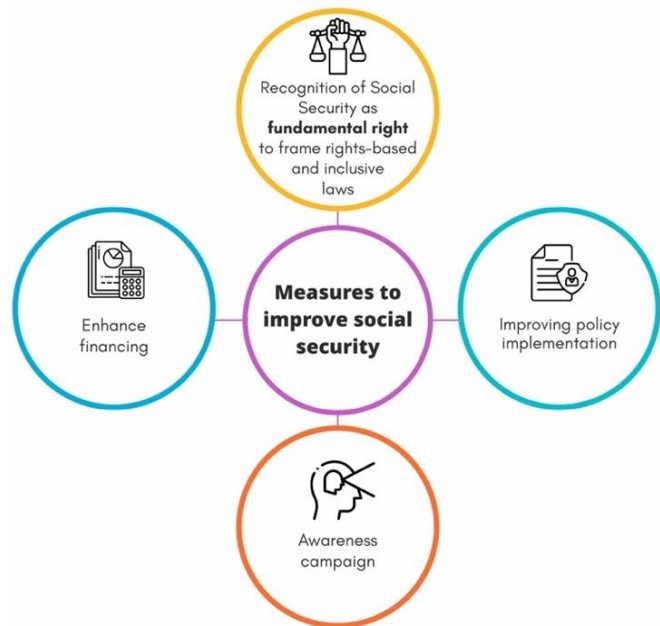 Recognition of Social
Security as
fundamental right
to frame rights-based
and inclusive
laws
Enhance
financing
Measures to
improve social
security
Improving policy
implementation
Awareness
campaign